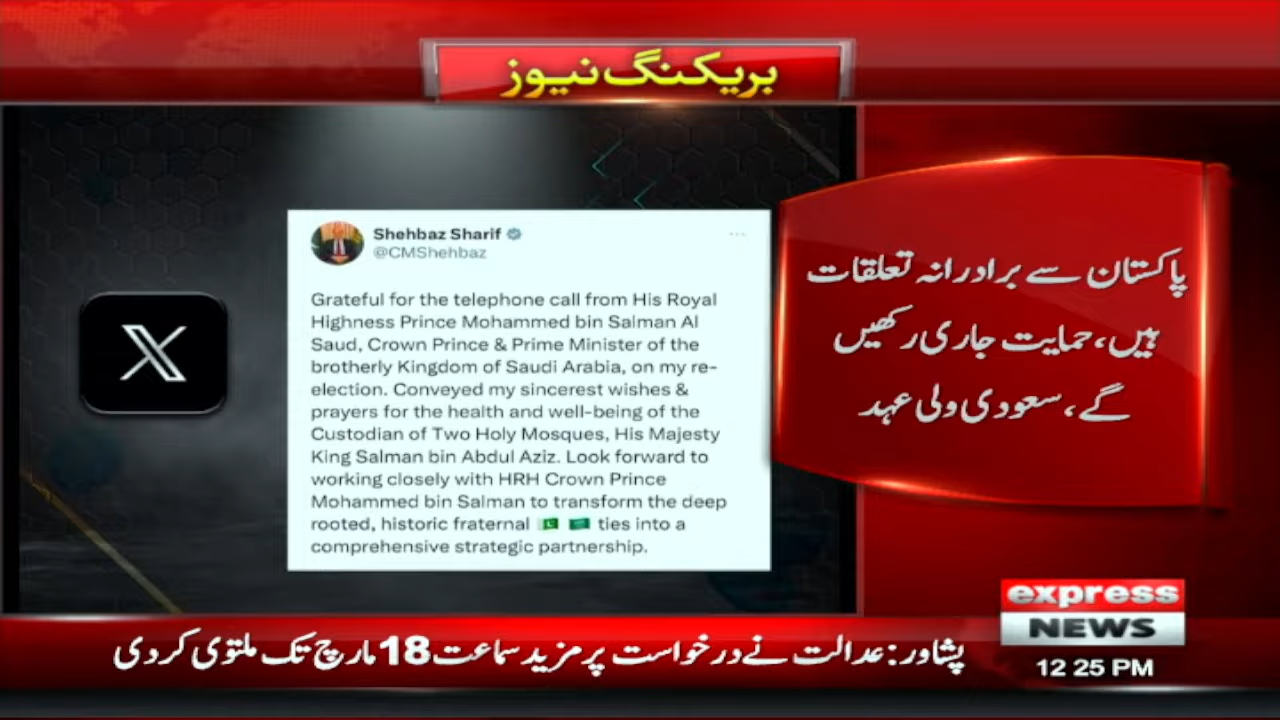 بریکنگ نیوز
Shehbaz Sharif
@CMShehbaz
Grateful for the telephone call from His Royal
Highness Prince Mohammed bin Salman Al
Saud, Crown Prince & Prime Minister of the
brotherly Kingdom of Saudi Arabia, on my re-
election. Conveyed my sincerest wishes &
prayers for the health and well-being of the
Custodian of Two Holy Mosques, His Majesty
King Salman bin Abdul Aziz. Look forward to
working closely with HRH Crown Prince
Mohammed bin Salman to transform the deep
rooted, historic fraternal 🇵🇰 🇸🇦 ties into a
comprehensive strategic partnership.
پاکستان سے برادرانہ تعلقات
ہیں، حمایت جاری رکھیں
گے، سعودی ولی عہد
express
NEWS
12 25 PM
پشاور: عدالت نے درخواست پر مزید سماعت 18 مارچ تک ملتوی کردی